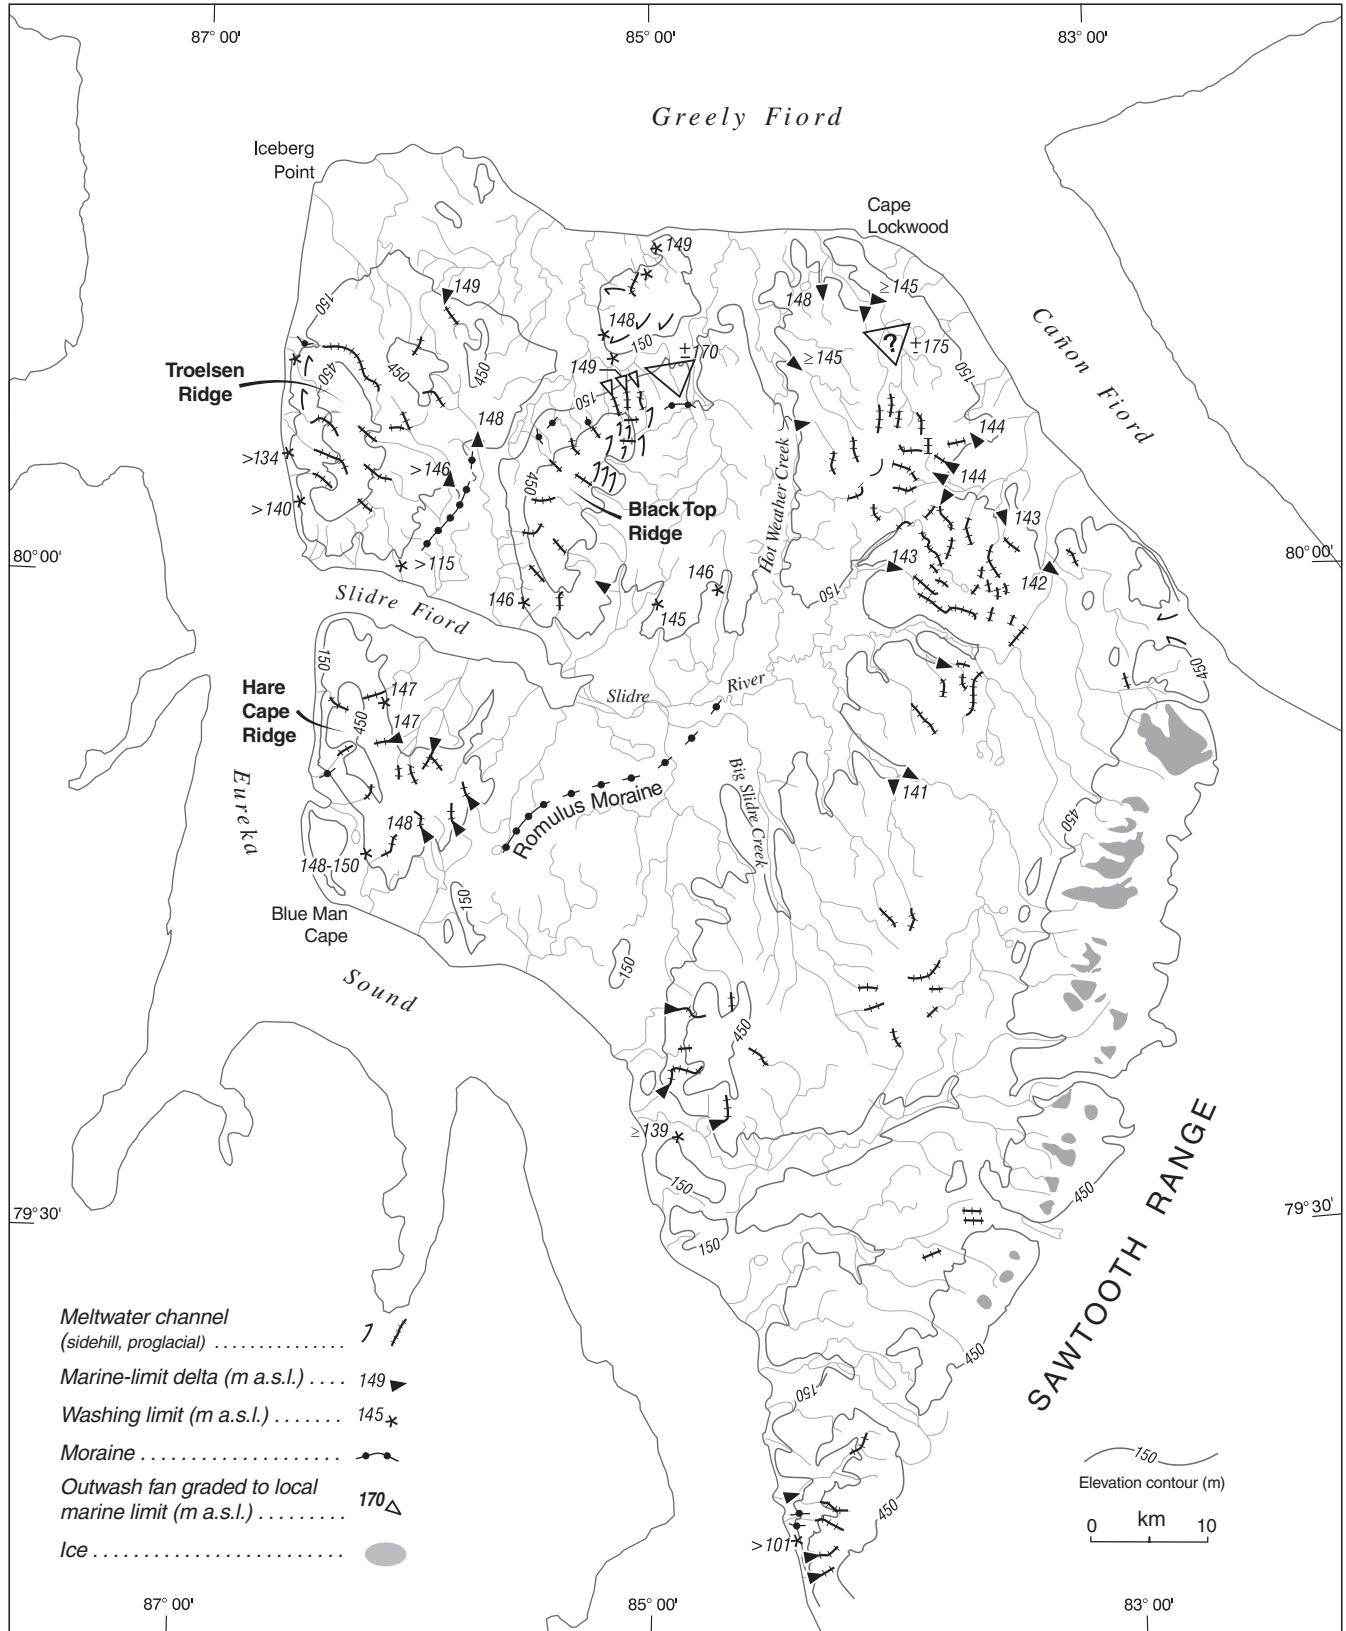 87° 00'
85° 00'
83° 00'
Greely Fiord
Iceberg
Point
Cape
Lockwood
149
149
148
≥145
150
148
150
±175
Cañon Fiord
149
±170
≥145
150
Troelsen
Ridge
450
450
450
150
148
144
>134
>146
144
>140
450
Black Top
Ridge
Hot Weather Creek
143
80° 00'
80° 00'
>115
143
142
146
146
145
150
Slidre Fiord
150
450
Hare
Cape
Ridge
147
450
147
Slidre
River
Eureka
Romulus Moraine
Big Slidre Creek
141
148
450
148-150
Blue Man
Cape
150
150
Sound
450
≥139
150
450
150
79° 30'
79° 30'
SAWTOOTH RANGE
450
150
450
>101
?
Meltwater channel
(sidehill, proglacial) ...............
Marine-limit delta (m a.s.l.) .... 149
Washing limit (m a.s.l.) ....... 145
Moraine ....................
Outwash fan graded to local
marine limit (m a.s.l.) ......... 170
Ice .........................
150
Elevation contour (m)
km
0 10
87° 00'
85° 00'
83° 00'